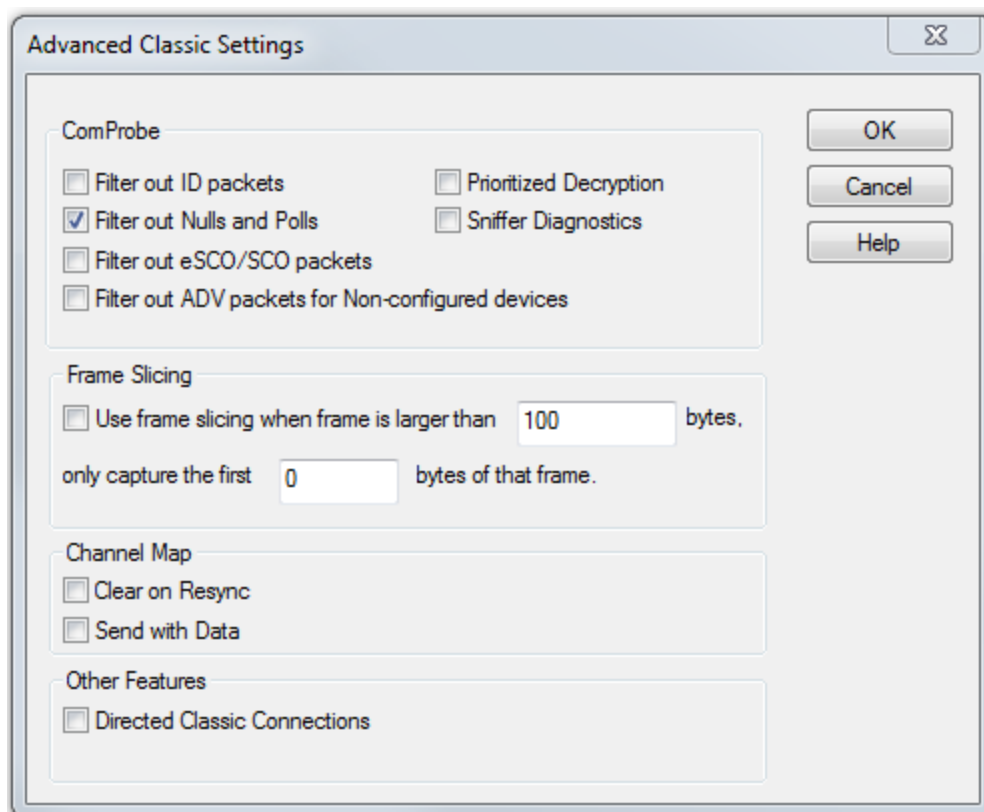 Advanced Classic Settings
ComProbe
Filter out ID packets
Prioritized Decryption
Filter out Nulls and Polls
Sniffer Diagnostics
Filter out eSCO/SCO packets
Filter out ADV packets for Non-configured devices
OK
Cancel
Help
Frame Slicing
Use frame slicing when frame is larger than 100 bytes,
only capture the first 0 bytes of that frame.
Channel Map
Clear on Resync
Send with Data
Other Features
Directed Classic Connections